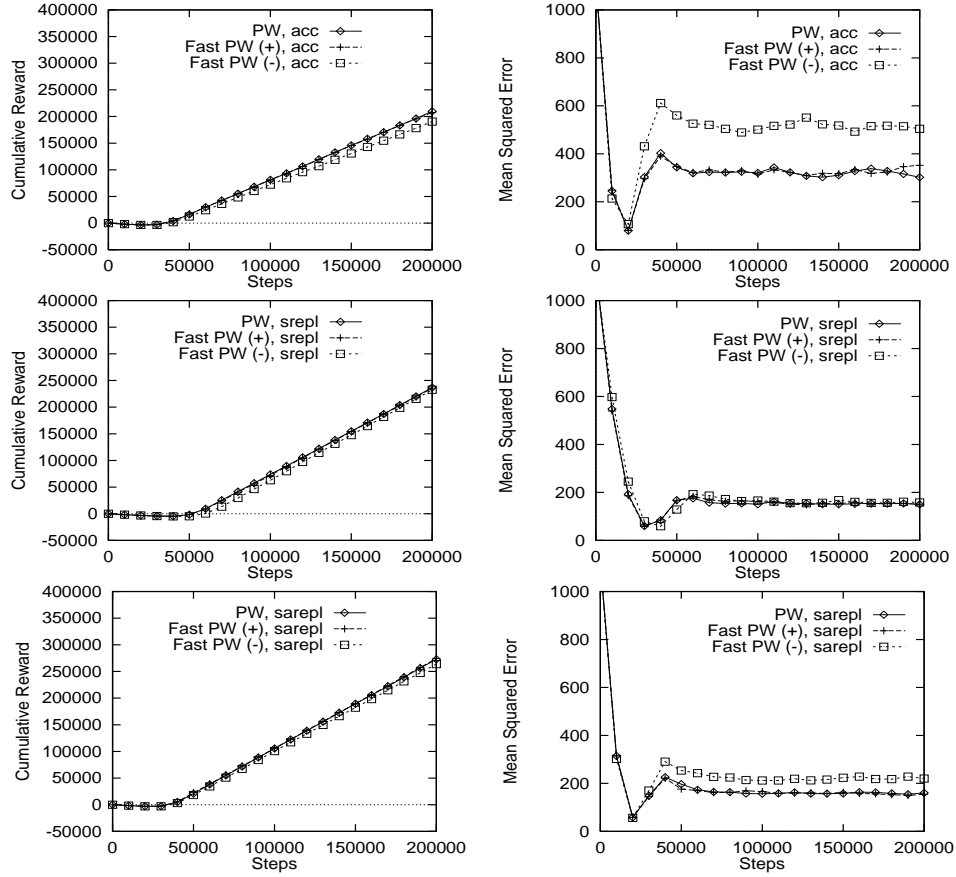 400000
350000
300000
250000
200000
150000
100000
50000
0
-50000
Cumulative Reward
PW, acc
Fast PW (+), acc
Fast PW (-), acc
0 50000 100000 150000 200000
Steps
1000
800
600
400
200
0
Mean Squared Error
PW, acc
Fast PW (+), acc
Fast PW (-), acc
0 50000 100000 150000 200000
Steps
400000
350000
300000
250000
200000
150000
100000
50000
0
-50000
Cumulative Reward
PW, srepl
Fast PW (+), srepl
Fast PW (-), srepl
0 50000 100000 150000 200000
Steps
1000
800
600
400
200
0
Mean Squared Error
PW, srepl
Fast PW (+), srepl
Fast PW (-), srepl
0 50000 100000 150000 200000
Steps
400000
350000
300000
250000
200000
150000
100000
50000
0
-50000
Cumulative Reward
PW, sarepl
Fast PW (+), sarepl
Fast PW (-), sarepl
0 50000 100000 150000 200000
Steps
1000
800
600
400
200
0
Mean Squared Error
PW, sarepl
Fast PW (+), sarepl
Fast PW (-), sarepl
0 50000 100000 150000 200000
Steps